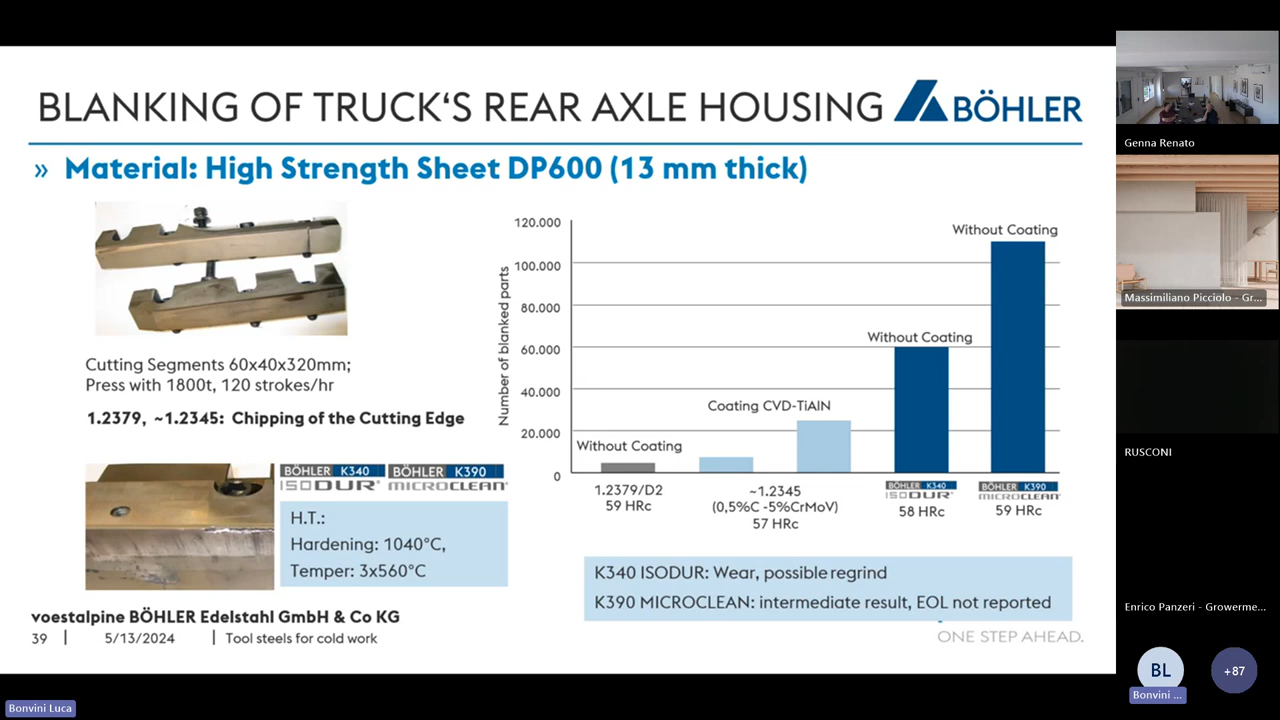 BLANKING OF TRUCK‘S REAR AXLE HOUSING
BÖHLER
» Material: High Strength Sheet DP600 (13 mm thick)
Cutting Segments 60x40x320mm;
Press with 1800t, 120 strokes/hr
1.2379, ~1.2345: Chipping of the Cutting Edge
BÖHLER K340
ISODUR®
BÖHLER K390
MICROCLEAN®
H.T.:
Hardening: 1040°C,
Temper: 3x560°C
Number of blanked parts
120.000
100.000
80.000
60.000
40.000
20.000
0
Without Coating
Coating CVD-TiAlN
Without Coating
Without Coating
1.2379/D2
59 HRc
~1.2345
(0,5%C -5%CrMoV)
57 HRc
BÖHLER K340
ISODUR®
58 HRc
BÖHLER K390
MICROCLEAN®
59 HRc
K340 ISODUR: Wear, possible regrind
K390 MICROCLEAN: intermediate result, EOL not reported
voestalpine BÖHLER Edelstahl GmbH & Co KG
39 | 5/13/2024 | Tool steels for cold work
ONE STEP AHEAD.
Genna Renato
Massimiliano Picciolo - Gr...
RUSCONI
Enrico Panzeri - Growerme...
BL
Bonvini ...
+87
Bonvini Luca